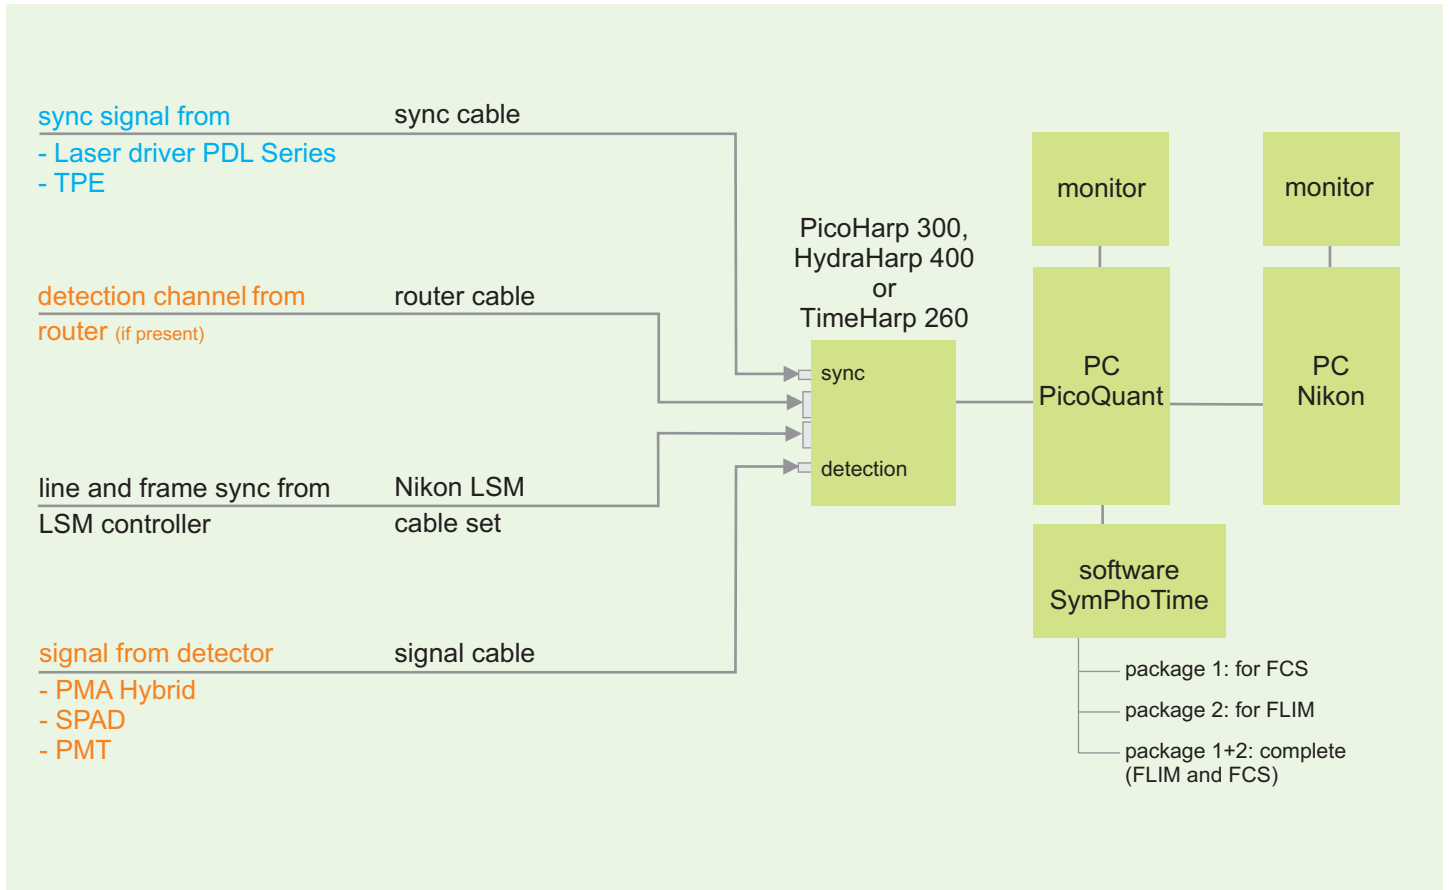 sync signal from
sync cable
- Laser driver PDL Series
- TPE
detection channel from
router cable
router (if present)
line and frame sync from
Nikon LSM
LSM controller
cable set
signal from detector
signal cable
- PMA Hybrid
- SPAD
- PMT
PicoHarp 300,
HydraHarp 400
or
TimeHarp 260
sync
detection
monitor
monitor
PC
PicoQuant
PC
Nikon
software
SymPhoTime
package 1: for FCS
package 2: for FLIM
package 1+2: complete
(FLIM and FCS)